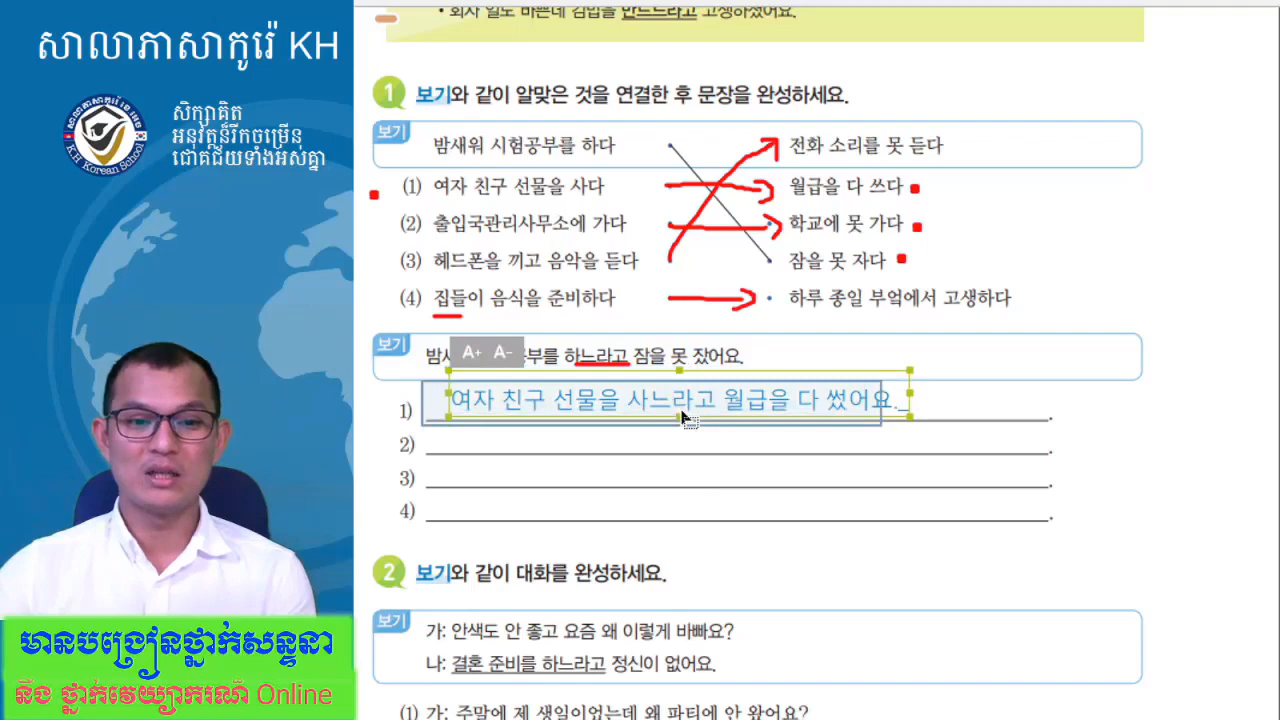 សាលាភាសាកូរ៉េ KH
សិក្សាគិត
អនុវត្តន៍រីកចម្រើន
ជោគជ័យទាំងអស់គ្នា
KH Korean School
មានបង្រៀនថ្នាក់សន្ទនា
និង ថ្នាក់វេយ្យាករណ៍ Online
• 회사 일도 바쁜데 김밥을 만드느라고 고생하셨어요.
1 보기와 같이 알맞은 것을 연결한 후 문장을 완성하세요.
보기
밤새워 시험공부를 하다 전화 소리를 못 듣다
(1) 여자 친구 선물을 사다 월급을 다 쓰다
(2) 출입국관리사무소에 가다 학교에 못 가다
(3) 헤드폰을 끼고 음악을 듣다 잠을 못 자다
(4) 집들이 음식을 준비하다 하루 종일 부엌에서 고생하다
보기
A+ A-
공부를 하느라고 잠을 못 잤어요.
1) 여자 친구 선물을 사느라고 월급을 다 썼어요.
2)
3)
4)
2 보기와 같이 대화를 완성하세요.
보기
가: 안색도 안 좋고 요즘 왜 이렇게 바빠요?
나: 결혼 준비를 하느라고 정신이 없어요.
(1) 가: 주말에 제 생일이었는데 왜 파티에 안 왔어요?